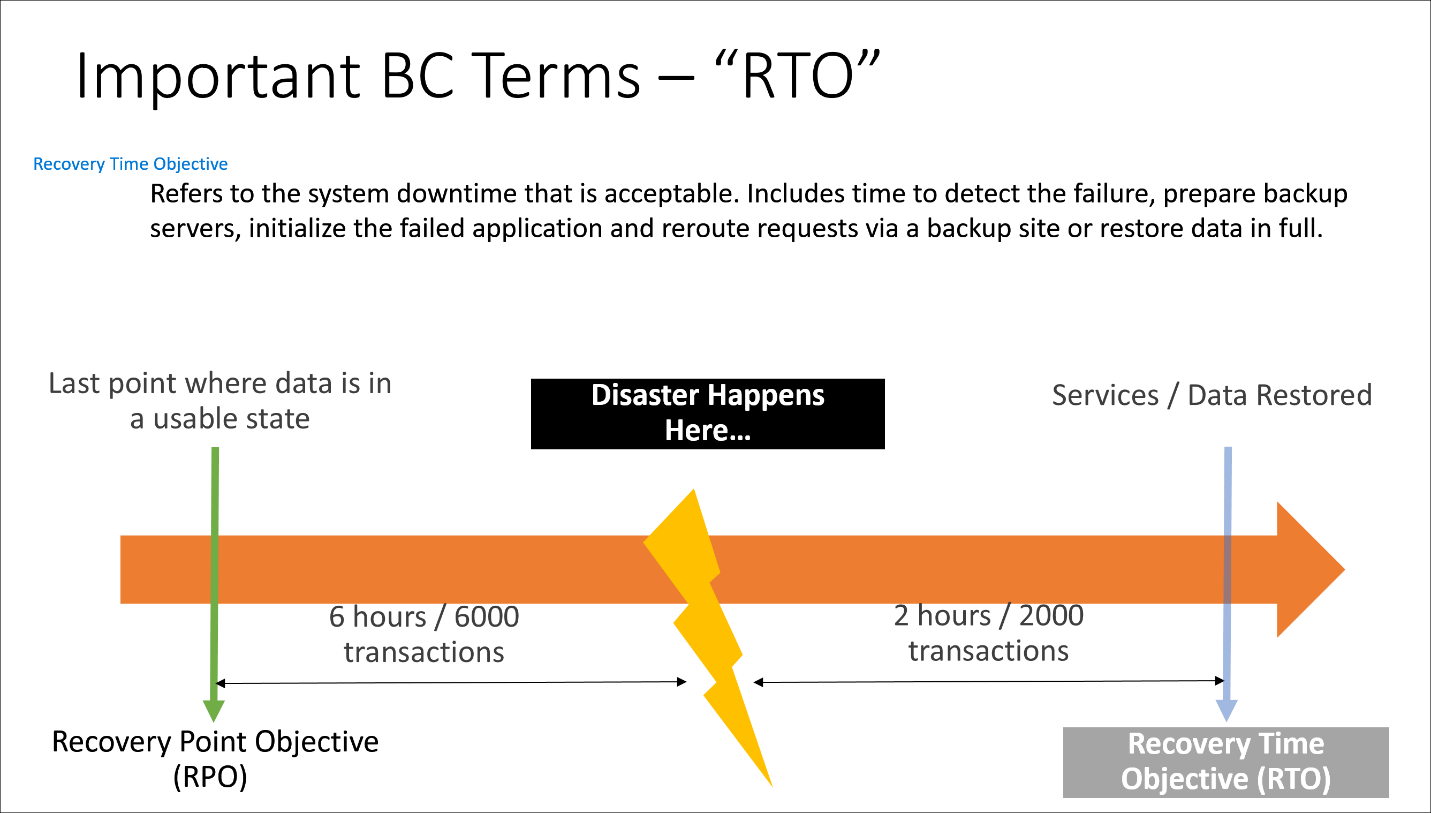 Important BC Terms – “RTO”
Recovery Time Objective
Refers to the system downtime that is acceptable. Includes time to detect the failure, prepare backup
servers, initialize the failed application and reroute requests via a backup site or restore data in full.
Last point where data is in
a usable state
Disaster Happens
Here…
Services / Data Restored
6 hours / 6000
transactions
2 hours / 2000
transactions
Recovery Point Objective
(RPO)
Recovery Time
Objective (RTO)